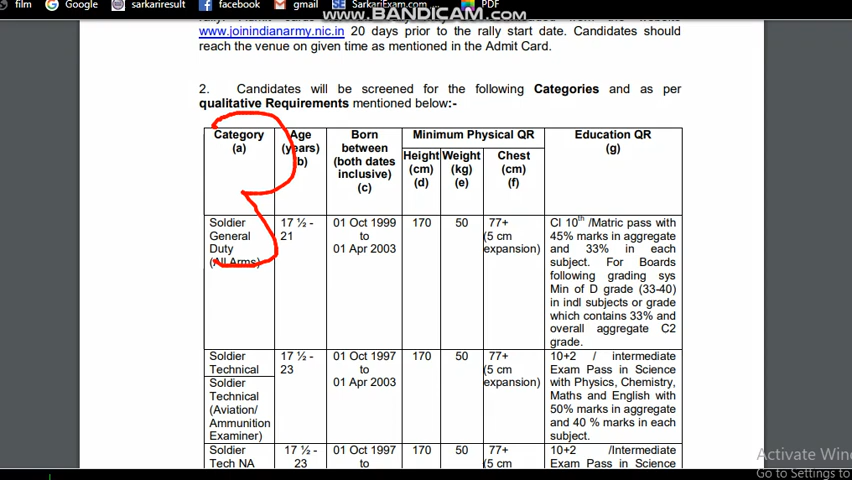 film
Google
sarkariresult
facebook
gmail
SarkariExam.com ...
PDF
www.BANDICAM.com
www.joinindianarmy.nic.in 20 days prior to the rally start date. Candidates should
reach the venue on given time as mentioned in the Admit Card.
2. Candidates will be screened for the following Categories and as per
qualitative Requirements mentioned below:-
Category
(a)
Age
(years)
(b)
Born
between
(both dates
inclusive)
(c)
Minimum Physical QR
Height
(cm)
(d)
Weight
(kg)
(e)
Chest
(cm)
(f)
Education QR
(g)
Soldier
General
Duty
(All Arms)
17 ½ -
21
01 Oct 1999
to
01 Apr 2003
170
50
77+
(5 cm
expansion)
Cl 10th /Matric pass with
45% marks in aggregate
and 33% in each
subject. For Boards
following grading sys
Min of D grade (33-40)
in indl subjects or grade
which contains 33% and
overall aggregate C2
grade.
Soldier
Technical
Soldier
Technical
(Aviation/
Ammunition
Examiner)
17 ½ -
23
01 Oct 1997
to
01 Apr 2003
170
50
77+
(5 cm
expansion)
10+2 / intermediate
Exam Pass in Science
with Physics, Chemistry,
Maths and English with
50% marks in aggregate
and 40 % marks in each
subject.
Soldier
Tech NA
17 ½ -
23
01 Oct 1997
to
170
50
77+
(5 cm
10+2 /Intermediate
Exam Pass in Science
Activate Win
Go to Settings to